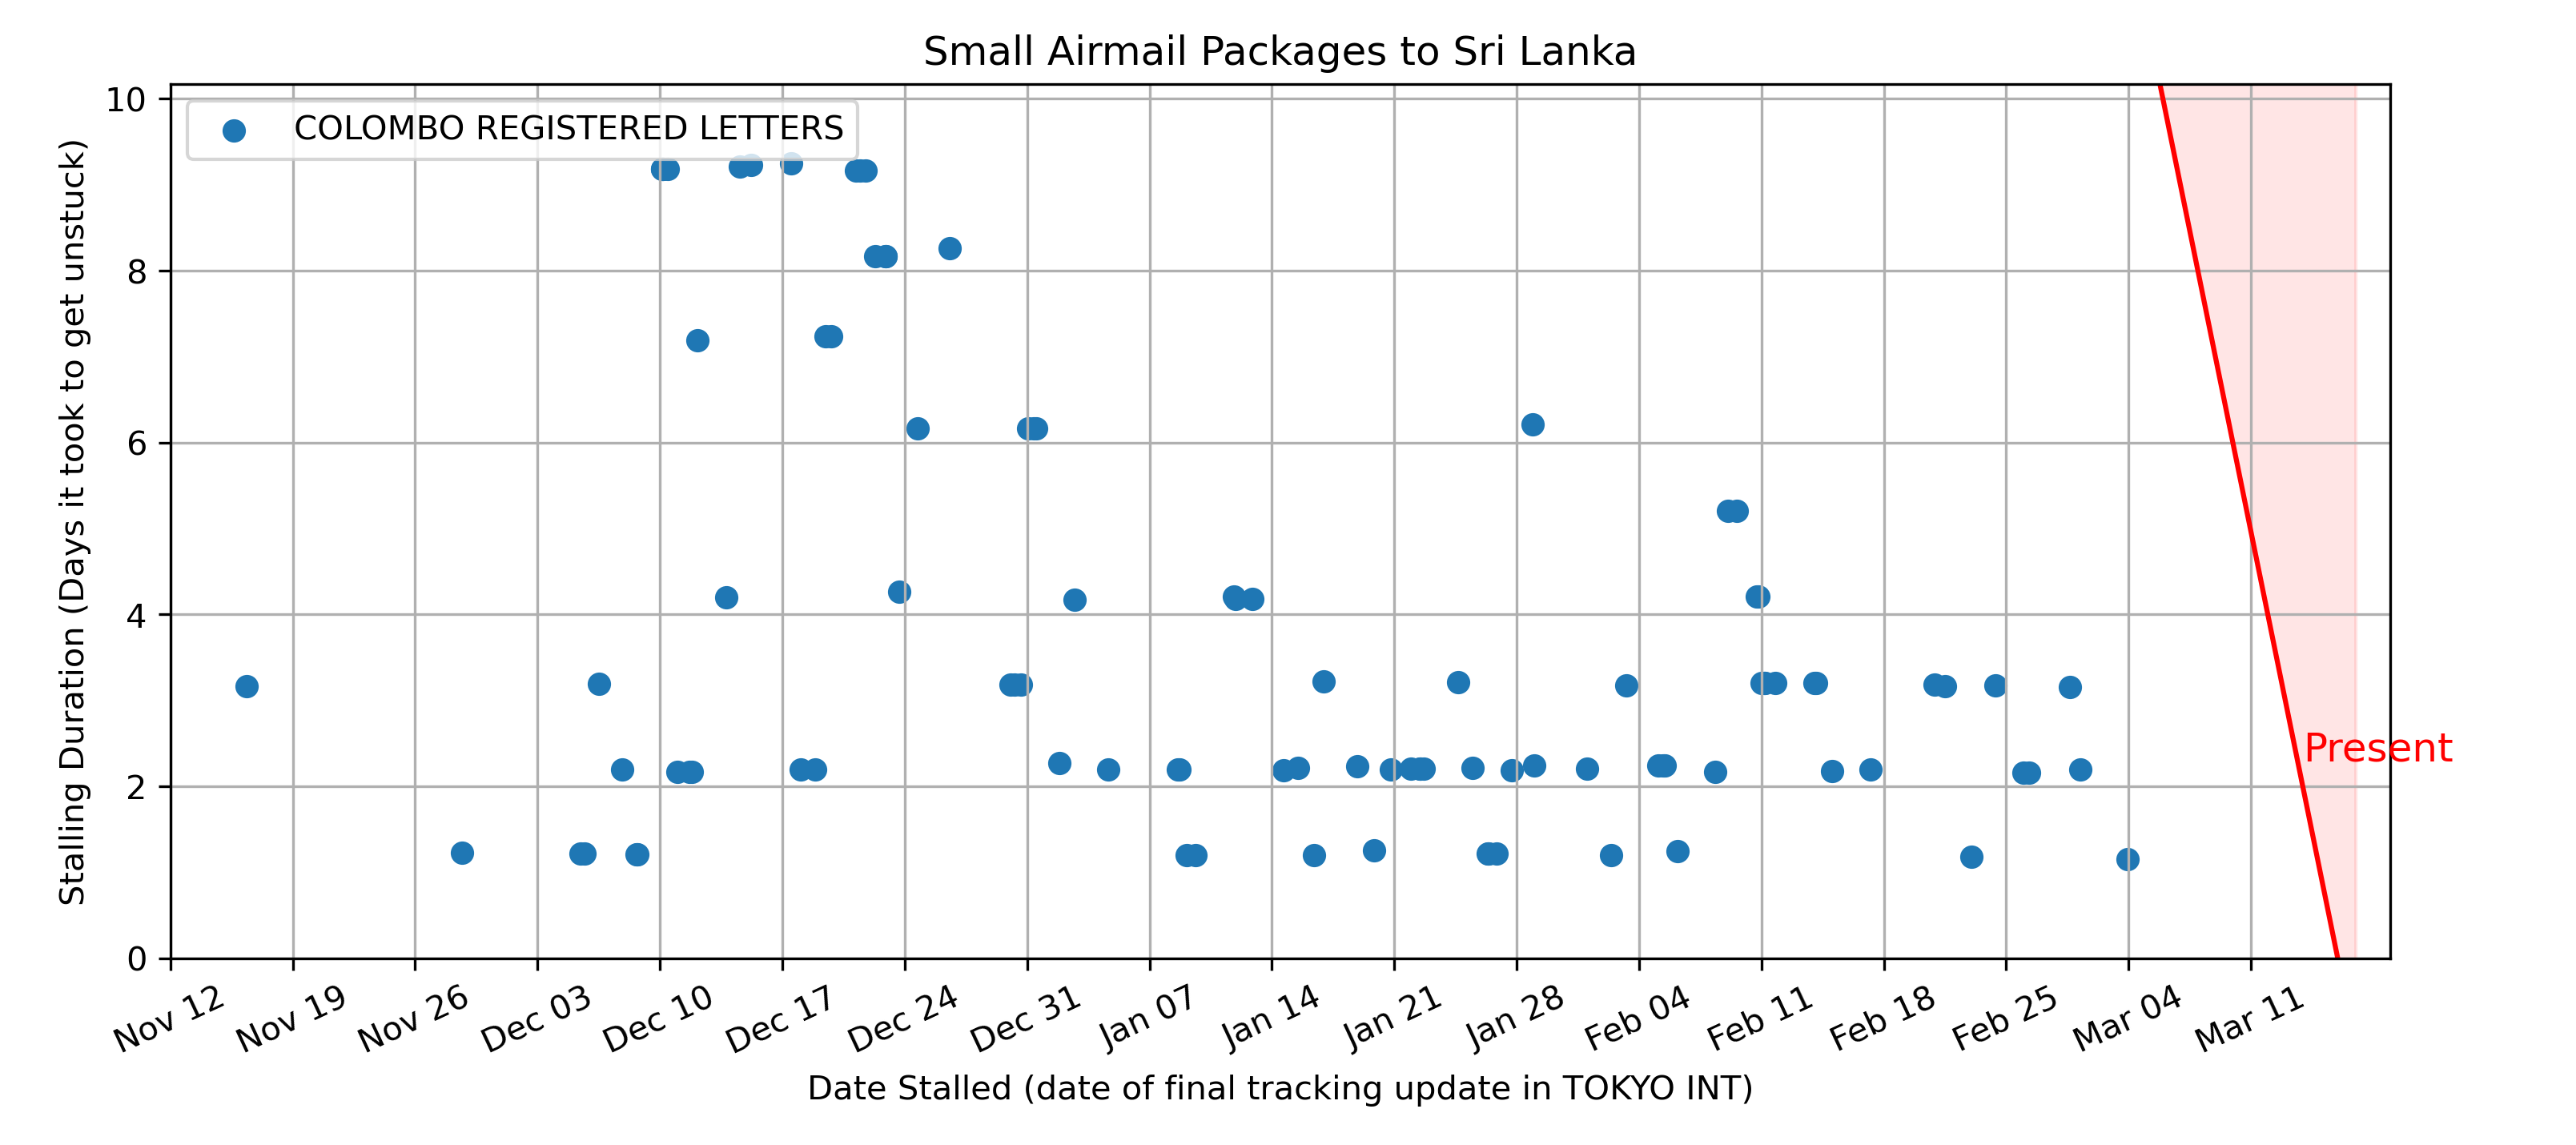 Small Airmail Packages to Sri Lanka
COLOMBO REGISTERED LETTERS
Stalling Duration (Days it took to get unstuck)
10
8
6
4
2
0
Present
Nov 12
Nov 19
Nov 26
Dec 03
Dec 10
Dec 17
Dec 24
Dec 31
Jan 07
Jan 14
Jan 21
Jan 28
Feb 04
Feb 11
Feb 18
Feb 25
Mar 04
Mar 11
Date Stalled (date of final tracking update in TOKYO INT)